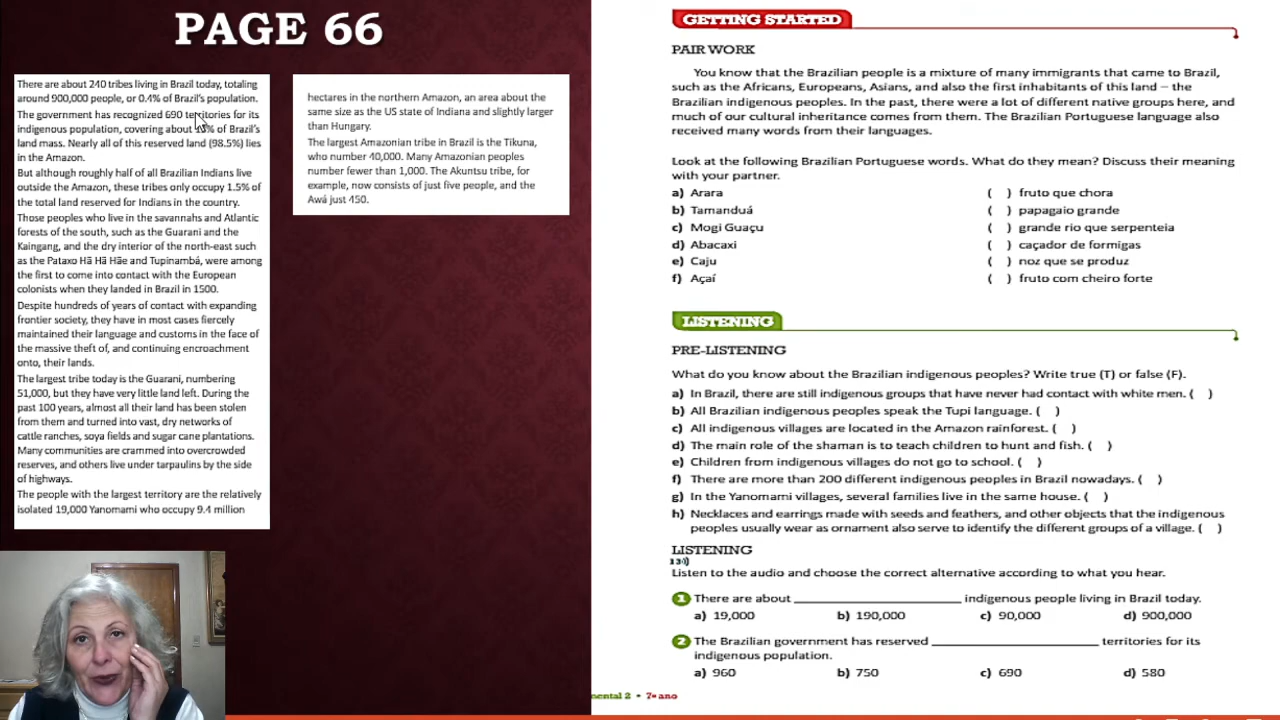 PAGE 66
There are about 240 tribes living in Brazil today, totaling
around 900,000 people, or 0.4% of Brazil's population.
The government has recognized 690 territories for its
indigenous population, covering about % of Brazil's
land mass. Nearly all of this reserved land (98.5%) lies
in the Amazon.
But although roughly half of all Brazilian Indians live
outside the Amazon, these tribes only occupy 1.5% of
the total land reserved for Indians in the country.
Those peoples who live in the savannahs and Atlantic
forests of the south, such as the Guarani and the
Kaingang, and the dry interior of the north-east such
as the Pataxo Hã Hã Hãe and Tupinambá, were among
the first to come into contact with the European
colonists when they landed in Brazil in 1500.
Despite hundreds of years of contact with expanding
frontier society, they have in most cases fiercely
maintained their language and customs in the face of
the massive theft of, and continuing encroachment
onto, their lands.
The largest tribe today is the Guarani, numbering
51,000, but they have very little land left. During the
past 100 years, almost all their land has been stolen
from them and turned into vast, dry networks of
cattle ranches, soya fields and sugar cane plantations.
Many communities are crammed into overcrowded
reserves, and others live under tarpaulins by the side
of highways.
The people with the largest territory are the relatively
isolated 19,000 Yanomami who occupy 9.4 million
hectares in the northern Amazon, an area about the
same size as the US state of Indiana and slightly larger
than Hungary.
The largest Amazonian tribe in Brazil is the Tikuna,
who number 40,000. Many Amazonian peoples
number fewer than 1,000. The Akuntsu tribe, for
example, now consists of just five people, and the
Awá just 450.
GETTING STARTED
PAIR WORK
You know that the Brazilian people is a mixture of many immigrants that came to Brazil,
such as the Africans, Europeans, Asians, and also the first inhabitants of this land – the
Brazilian indigenous peoples. In the past, there were a lot of different native groups here, and
much of our cultural inheritance comes from them. The Brazilian Portuguese language also
received many words from their languages.
Look at the following Brazilian Portuguese words. What do they mean? Discuss their meaning
with your partner.
a) Arara ( ) fruto que chora
b) Tamanduá ( ) papagaio grande
c) Mogi Guaçu ( ) grande rio que serpenteia
d) Abacaxi ( ) caçador de formigas
e) Caju ( ) noz que se produz
f) Açaí ( ) fruto com cheiro forte
LISTENING
PRE-LISTENING
What do you know about the Brazilian indigenous peoples? Write true (T) or false (F).
a) In Brazil, there are still indigenous groups that have never had contact with white men. ( )
b) All Brazilian indigenous peoples speak the Tupi language. ( )
c) All indigenous villages are located in the Amazon rainforest. ( )
d) The main role of the shaman is to teach children to hunt and fish. ( )
e) Children from indigenous villages do not go to school. ( )
f) There are more than 200 different indigenous peoples in Brazil nowadays. ( )
g) In the Yanomami villages, several families live in the same house. ( )
h) Necklaces and earrings made with seeds and feathers, and other objects that the indigenous
peoples usually wear as ornament also serve to identify the different groups of a village. ( )
LISTENING
Listen to the audio and choose the correct alternative according to what you hear.
1 There are about ____________________ indigenous people living in Brazil today.
a) 19,000 b) 190,000 c) 90,000 d) 900,000
2 The Brazilian government has reserved ____________________ territories for its
indigenous population.
a) 960 b) 750 c) 690 d) 580
mental 2 • 7º ano